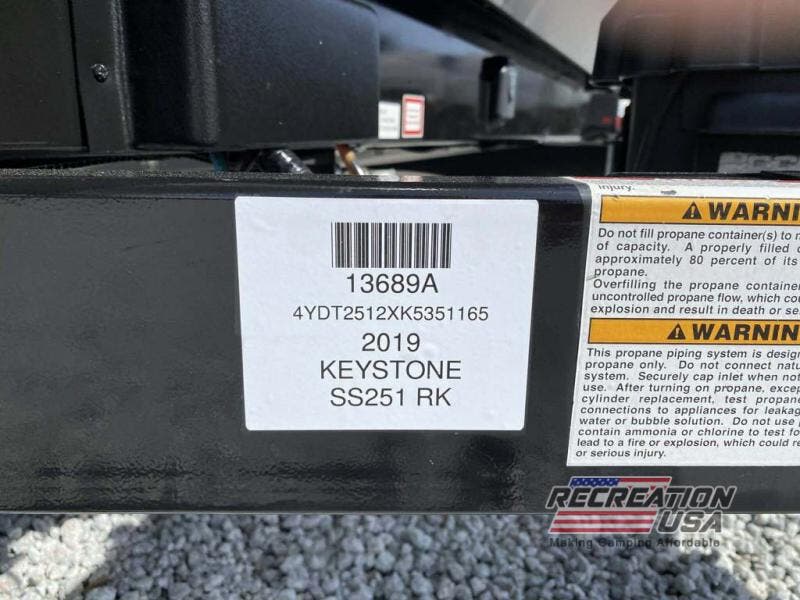 13689A
4YDT2512XK5351165
2019
KEYSTONE
SS251 RK
injury.
WARNI
Do not fill propane container(s) to
of capacity. A properly filled
approximately 80 percent of its
propane.
Overfilling the propane container
uncontrolled propane flow, which co
explosion and result in death or se
WARNIN
This propane piping system is desig
propane only. Do not connect natu
system. Securely cap inlet when not
use. After turning on propane, excep
cylinder replacement, test propane
connections to appliances for leakag
water or bubble solution. Do not use
contain ammonia or chlorine to test fo
lead to a fire or explosion, which could re
or serious injury.
RECREATION
USA
Making Camping Affordable